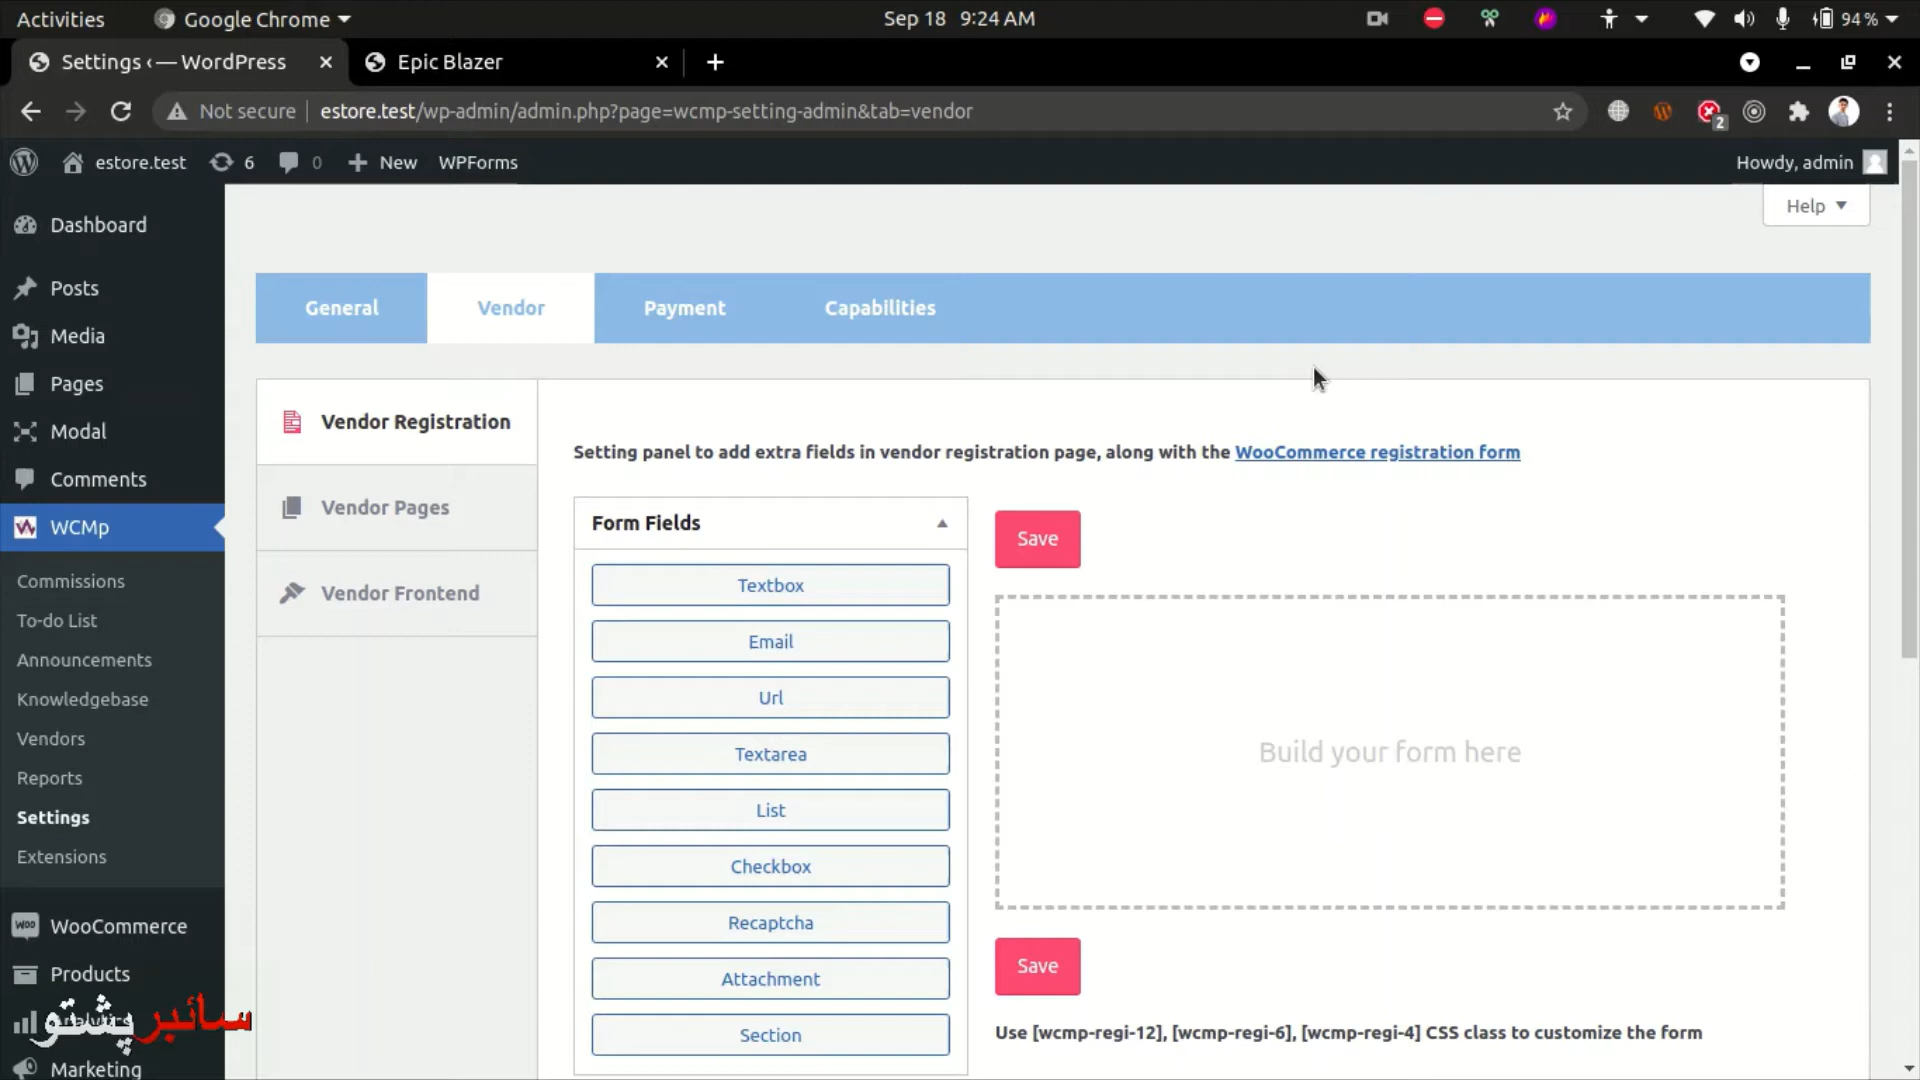 Activities
Google Chrome
Sep 18 9:24 AM
94 %
Settings ‹ — WordPress
Epic Blazer
Not secure
estore.test/wp-admin/admin.php?page=wcmp-setting-admin&tab=vendor
2
estore.test
6
0
New
WPForms
Howdy, admin
Help
Dashboard
Posts
Media
Pages
Modal
Comments
WCMp
Commissions
To-do List
Announcements
Knowledgebase
Vendors
Reports
Settings
Extensions
WooCommerce
Products
Marketing
سائبر پشتو
General
Vendor
Payment
Capabilities
Vendor Registration
Vendor Pages
Vendor Frontend
Setting panel to add extra fields in vendor registration page, along with the WooCommerce registration form
Form Fields
Textbox
Email
Url
Textarea
List
Checkbox
Recaptcha
Attachment
Section
Save
Build your form here
Save
Use [wcmp-regi-12], [wcmp-regi-6], [wcmp-regi-4] CSS class to customize the form